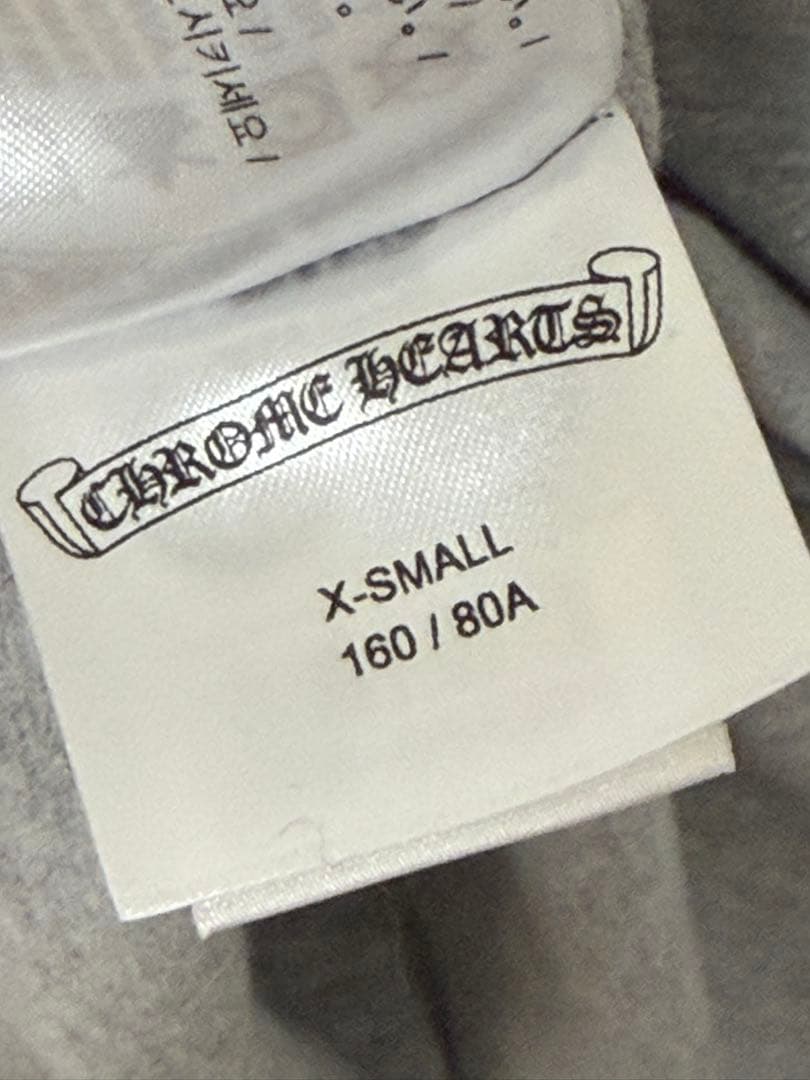 CHROME HEARTS
X-SMALL
160 / 80A